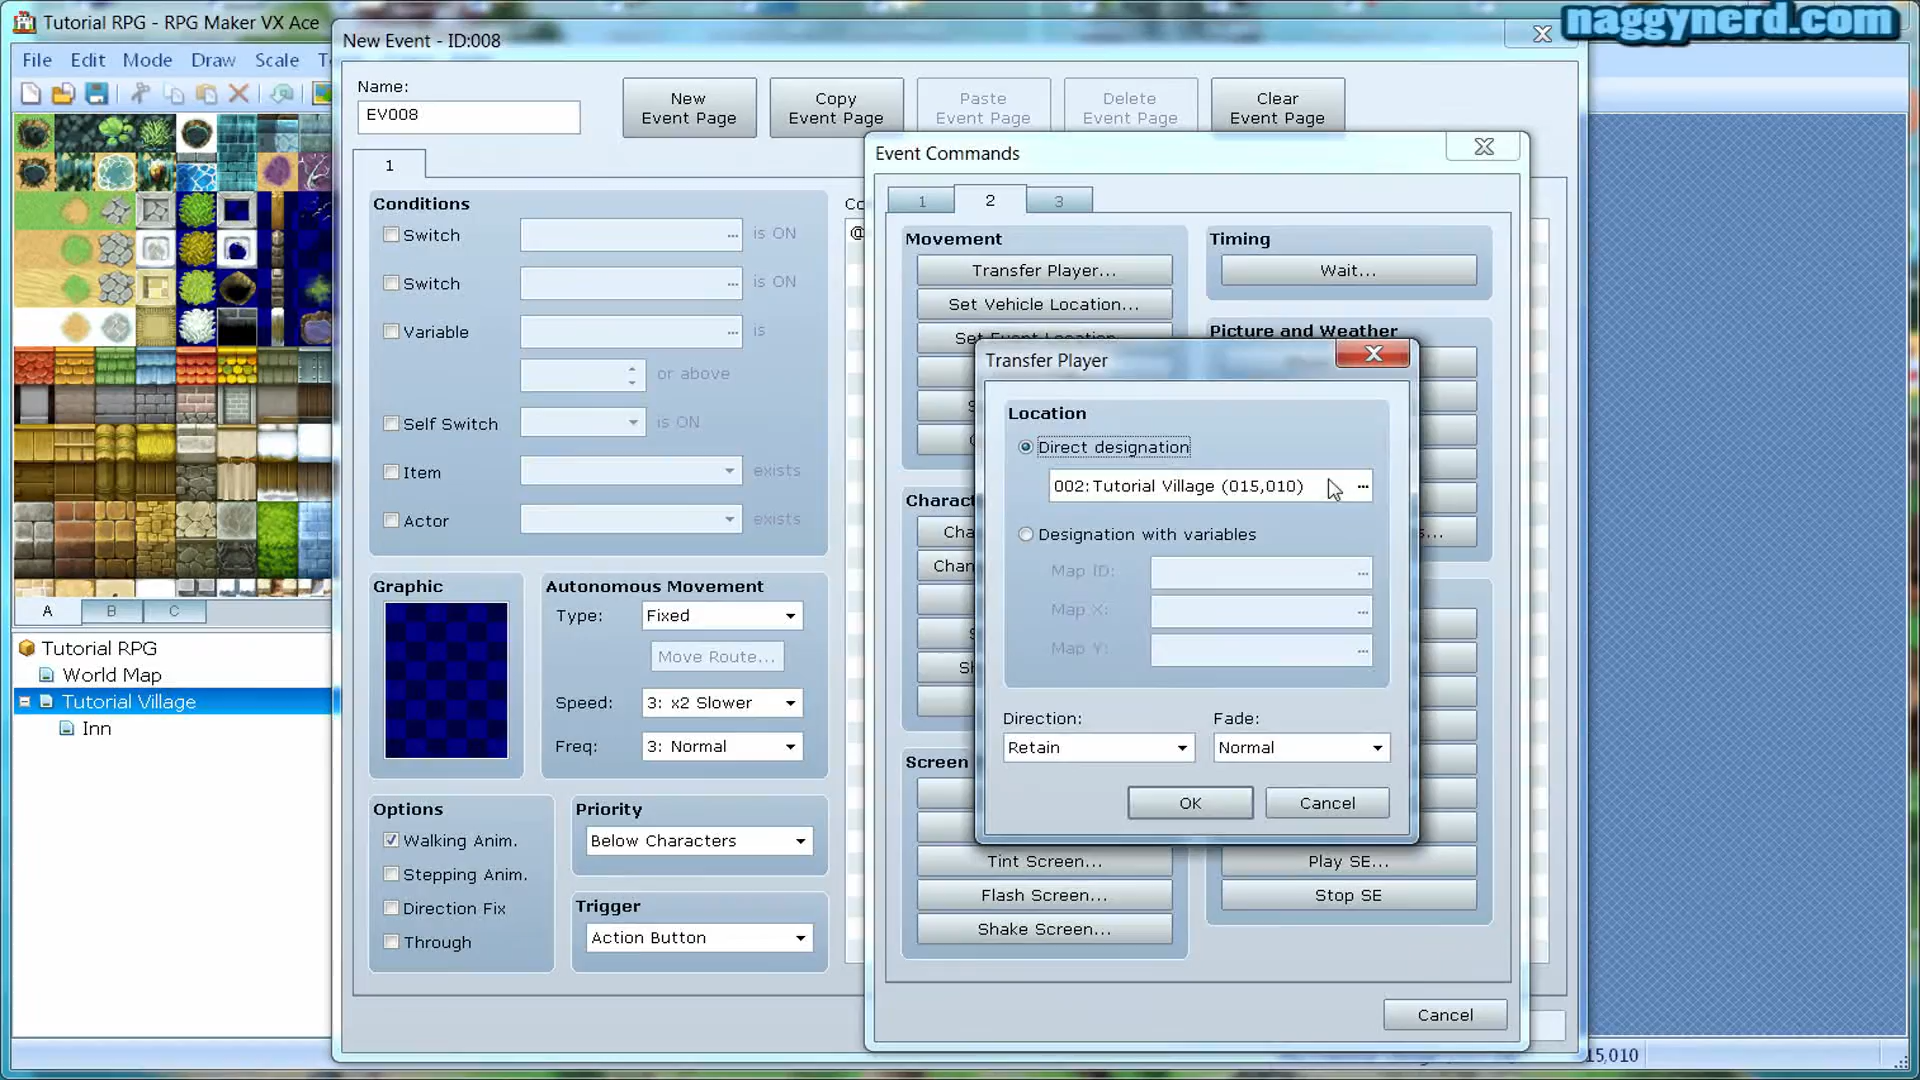 Tutorial RPG - RPG Maker VX Ace
naggynerd.com
New Event - ID:008
File Edit Mode Draw Scale
Name:
EV008
New Event Page
Copy Event Page
Paste Event Page
Delete Event Page
Clear Event Page
1
Conditions
Switch
is ON
Switch
is ON
Variable
is
or above
Self Switch
is ON
Item
exists
Actor
exists
Graphic
Autonomous Movement
Type:
Fixed
Move Route...
Speed:
3: x2 Slower
Freq:
3: Normal
Options
Walking Anim.
Stepping Anim.
Direction Fix
Through
Priority
Below Characters
Trigger
Action Button
Event Commands
1 2 3
@
Movement
Transfer Player...
Set Vehicle Location...
Set Event Location
Timing
Wait...
Picture and Weather
Screen
Tint Screen...
Flash Screen...
Shake Screen...
Play SE...
Stop SE
Cancel
Transfer Player
Location
Direct designation
002:Tutorial Village (015,010)
Designation with variables
Map ID:
Map X:
Map Y:
Direction:
Retain
Fade:
Normal
OK
Cancel
A B C
Tutorial RPG
World Map
Tutorial Village
Inn
15,010